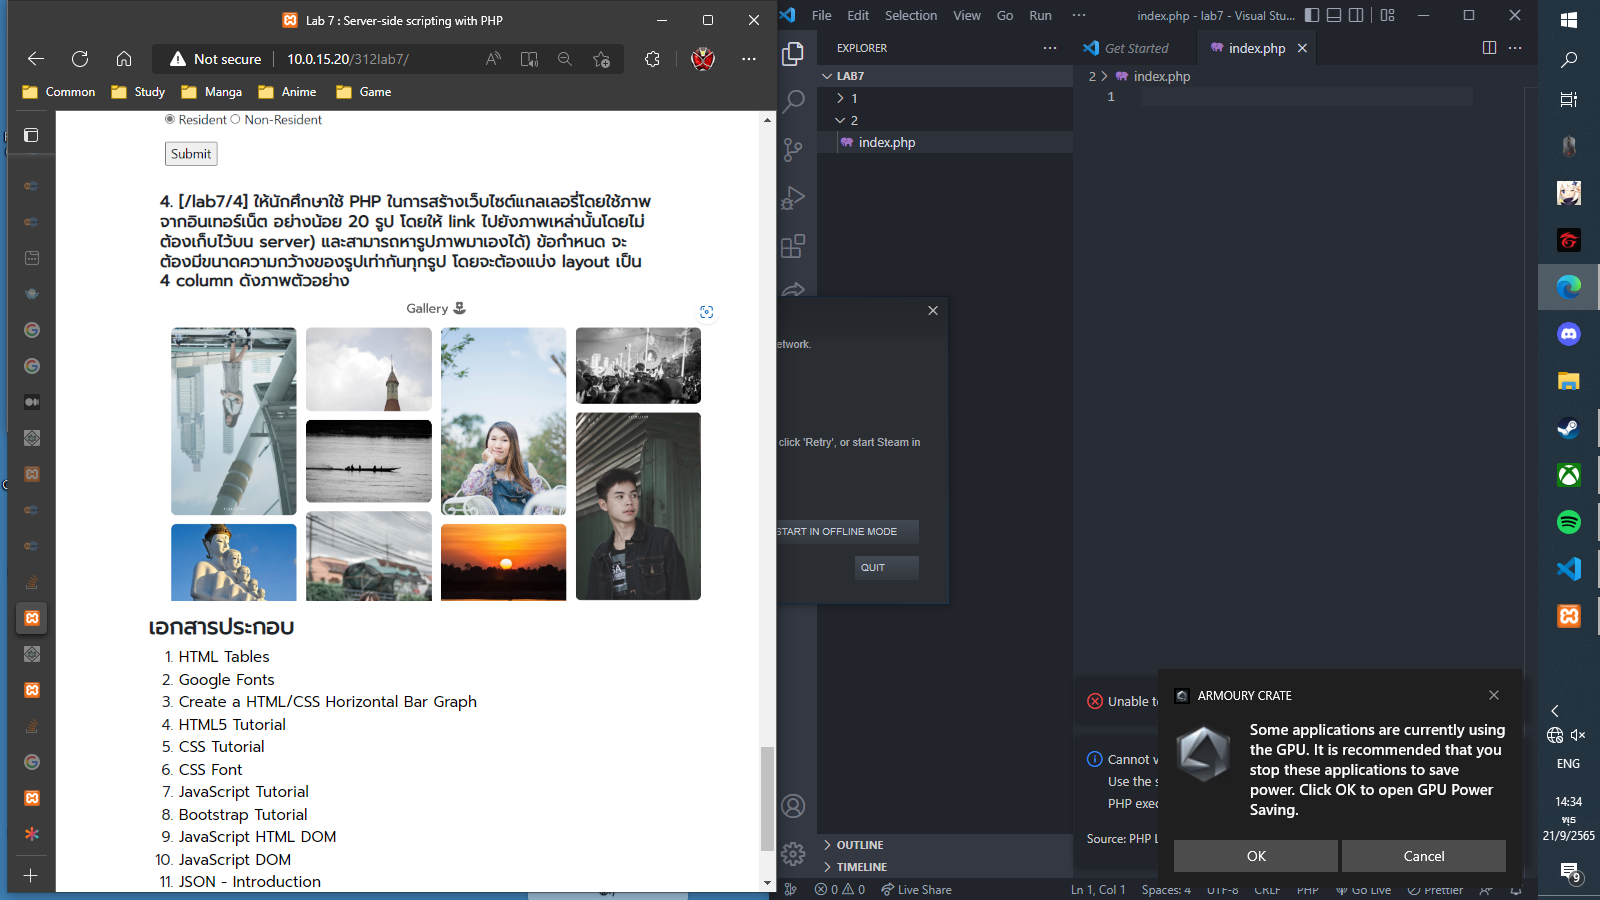 Lab 7 : Server-side scripting with PHP
Not secure
10.0.15.20/312lab7/
Common
Study
Manga
Anime
Game
Resident
Non-Resident
Submit
4. [/lab7/4] ให้นักศึกษาใช้ PHP ในการสร้างเว็บไซต์แกลเลอรี่โดยใช้ภาพ
จากอินเทอร์เน็ต อย่างน้อย 20 รูป โดยให้ link ไปยังภาพเหล่านั้นโดยไม่
ต้องเก็บไว้บน server) และสามารถหารูปภาพมาเองได้) ข้อกำหนด จะ
ต้องมีขนาดความกว้างของรูปเท่ากันทุกรูป โดยจะต้องแบ่ง layout เป็น
4 column ดังภาพตัวอย่าง
Gallery
เอกสารประกอบ
1. HTML Tables
2. Google Fonts
3. Create a HTML/CSS Horizontal Bar Graph
4. HTML5 Tutorial
5. CSS Tutorial
6. CSS Font
7. JavaScript Tutorial
8. Bootstrap Tutorial
9. JavaScript HTML DOM
10. JavaScript DOM
11. JSON - Introduction
File Edit Selection View Go Run ···
index.php - lab7 - Visual Stu...
EXPLORER
LAB7
1
2
index.php
Get Started
index.php
2 > index.php
1
etwork.
click 'Retry', or start Steam in
START IN OFFLINE MODE
QUIT
OUTLINE
TIMELINE
Unable to
Cannot v
Use the s
PHP exec
Source: PHP L
ARMOURY CRATE
Some applications are currently using
the GPU. It is recommended that you
stop these applications to save
power. Click OK to open GPU Power
Saving.
OK
Cancel
0 0
Live Share
Ln 1, Col 1
Spaces: 4
UTF-8
CRLF
PHP
Go Live
Prettier
ENG
14:34
พุธ
21/9/2565
9